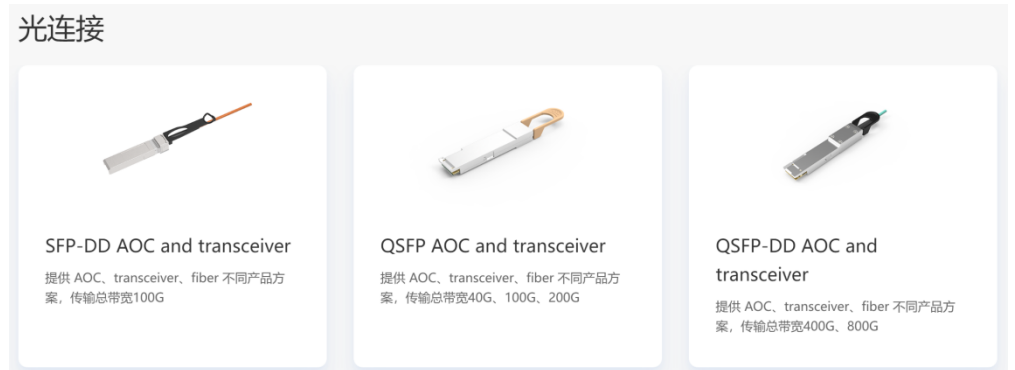 光连接
SFP-DD AOC and transceiver
提供 AOC、transceiver、fiber 不同产品方
案，传输总带宽100G
QSFP AOC and transceiver
提供 AOC、transceiver、fiber 不同产品方
案，传输总带宽40G、100G、200G
QSFP-DD AOC and
transceiver
提供 AOC、transceiver、fiber 不同产品方
案，传输总带宽400G、800G